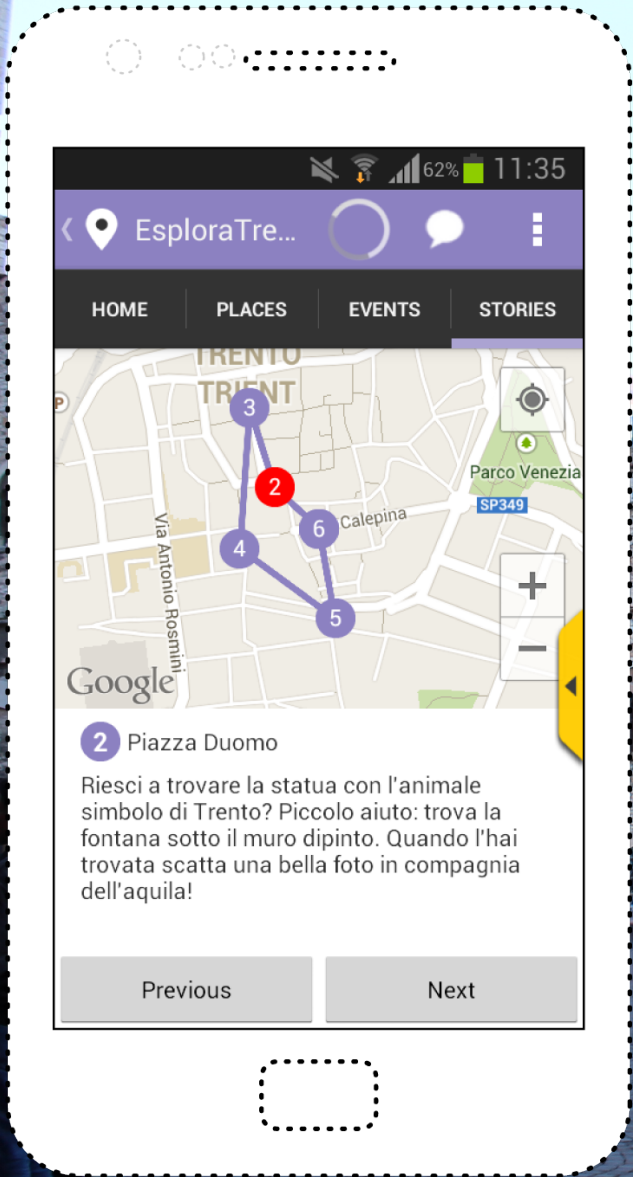 62% 11:35
EsploraTre...
HOME PLACES EVENTS STORIES
TRENTO
TRIENT
P
3
2
6
Calepina
4
5
Parco Venezia
SP349
Via Antonio Rosmini
+
−
Google
2 Piazza Duomo
Riesci a trovare la statua con l'animale
simbolo di Trento? Piccolo aiuto: trova la
fontana sotto il muro dipinto. Quando l'hai
trovata scatta una bella foto in compagnia
dell'aquila!
Previous Next